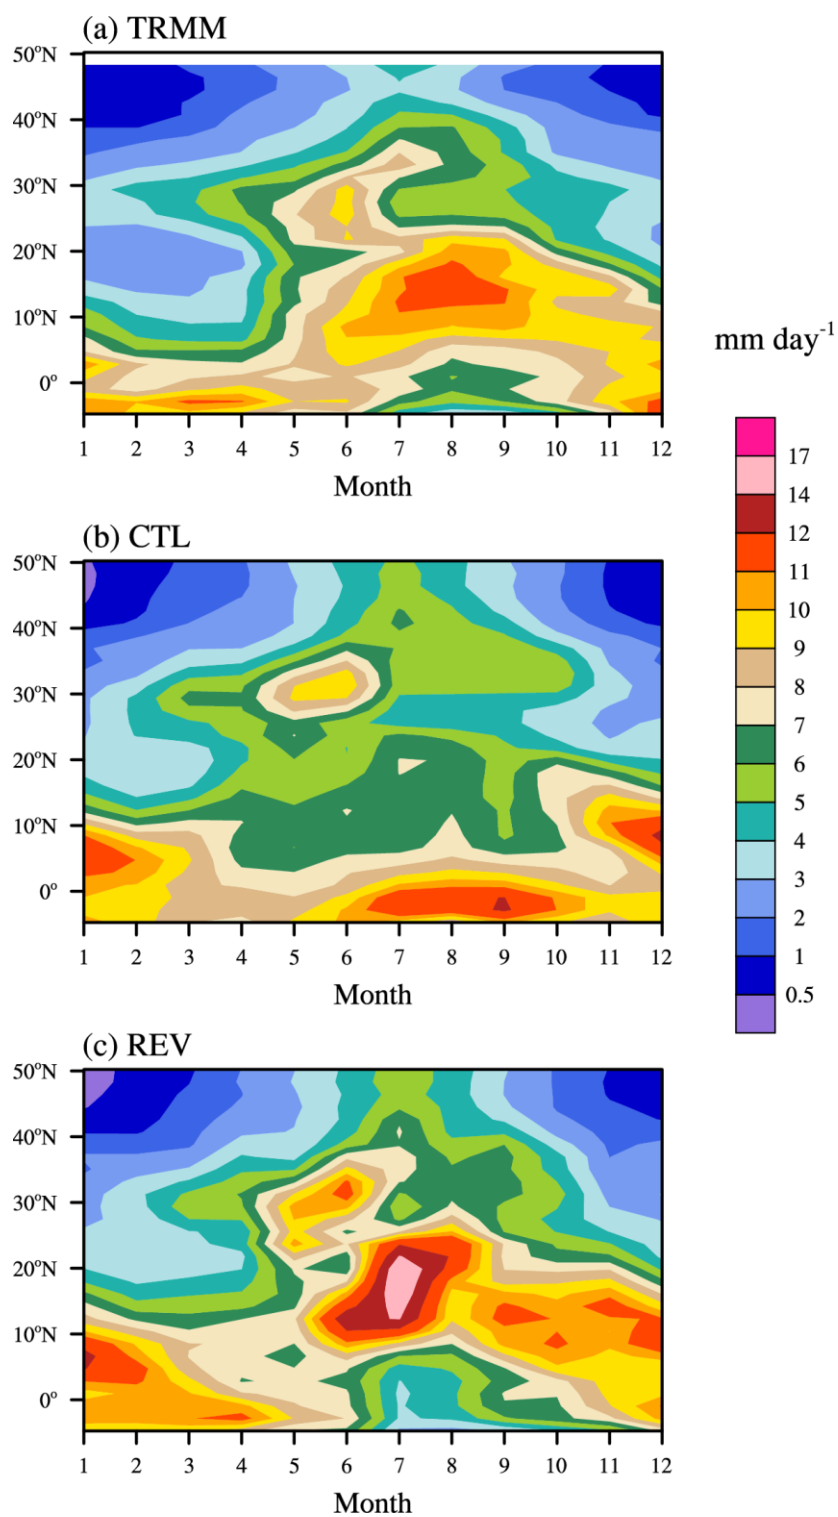 (a) TRMM
50ºN
40ºN
30ºN
20ºN
10ºN
0º
1 2 3 4 5 6 7 8 9 10 11 12
Month
(b) CTL
50ºN
40ºN
30ºN
20ºN
10ºN
0º
1 2 3 4 5 6 7 8 9 10 11 12
Month
(c) REV
50ºN
40ºN
30ºN
20ºN
10ºN
0º
1 2 3 4 5 6 7 8 9 10 11 12
Month
mm day⁻¹
17
14
12
11
10
9
8
7
6
5
4
3
2
1
0.5